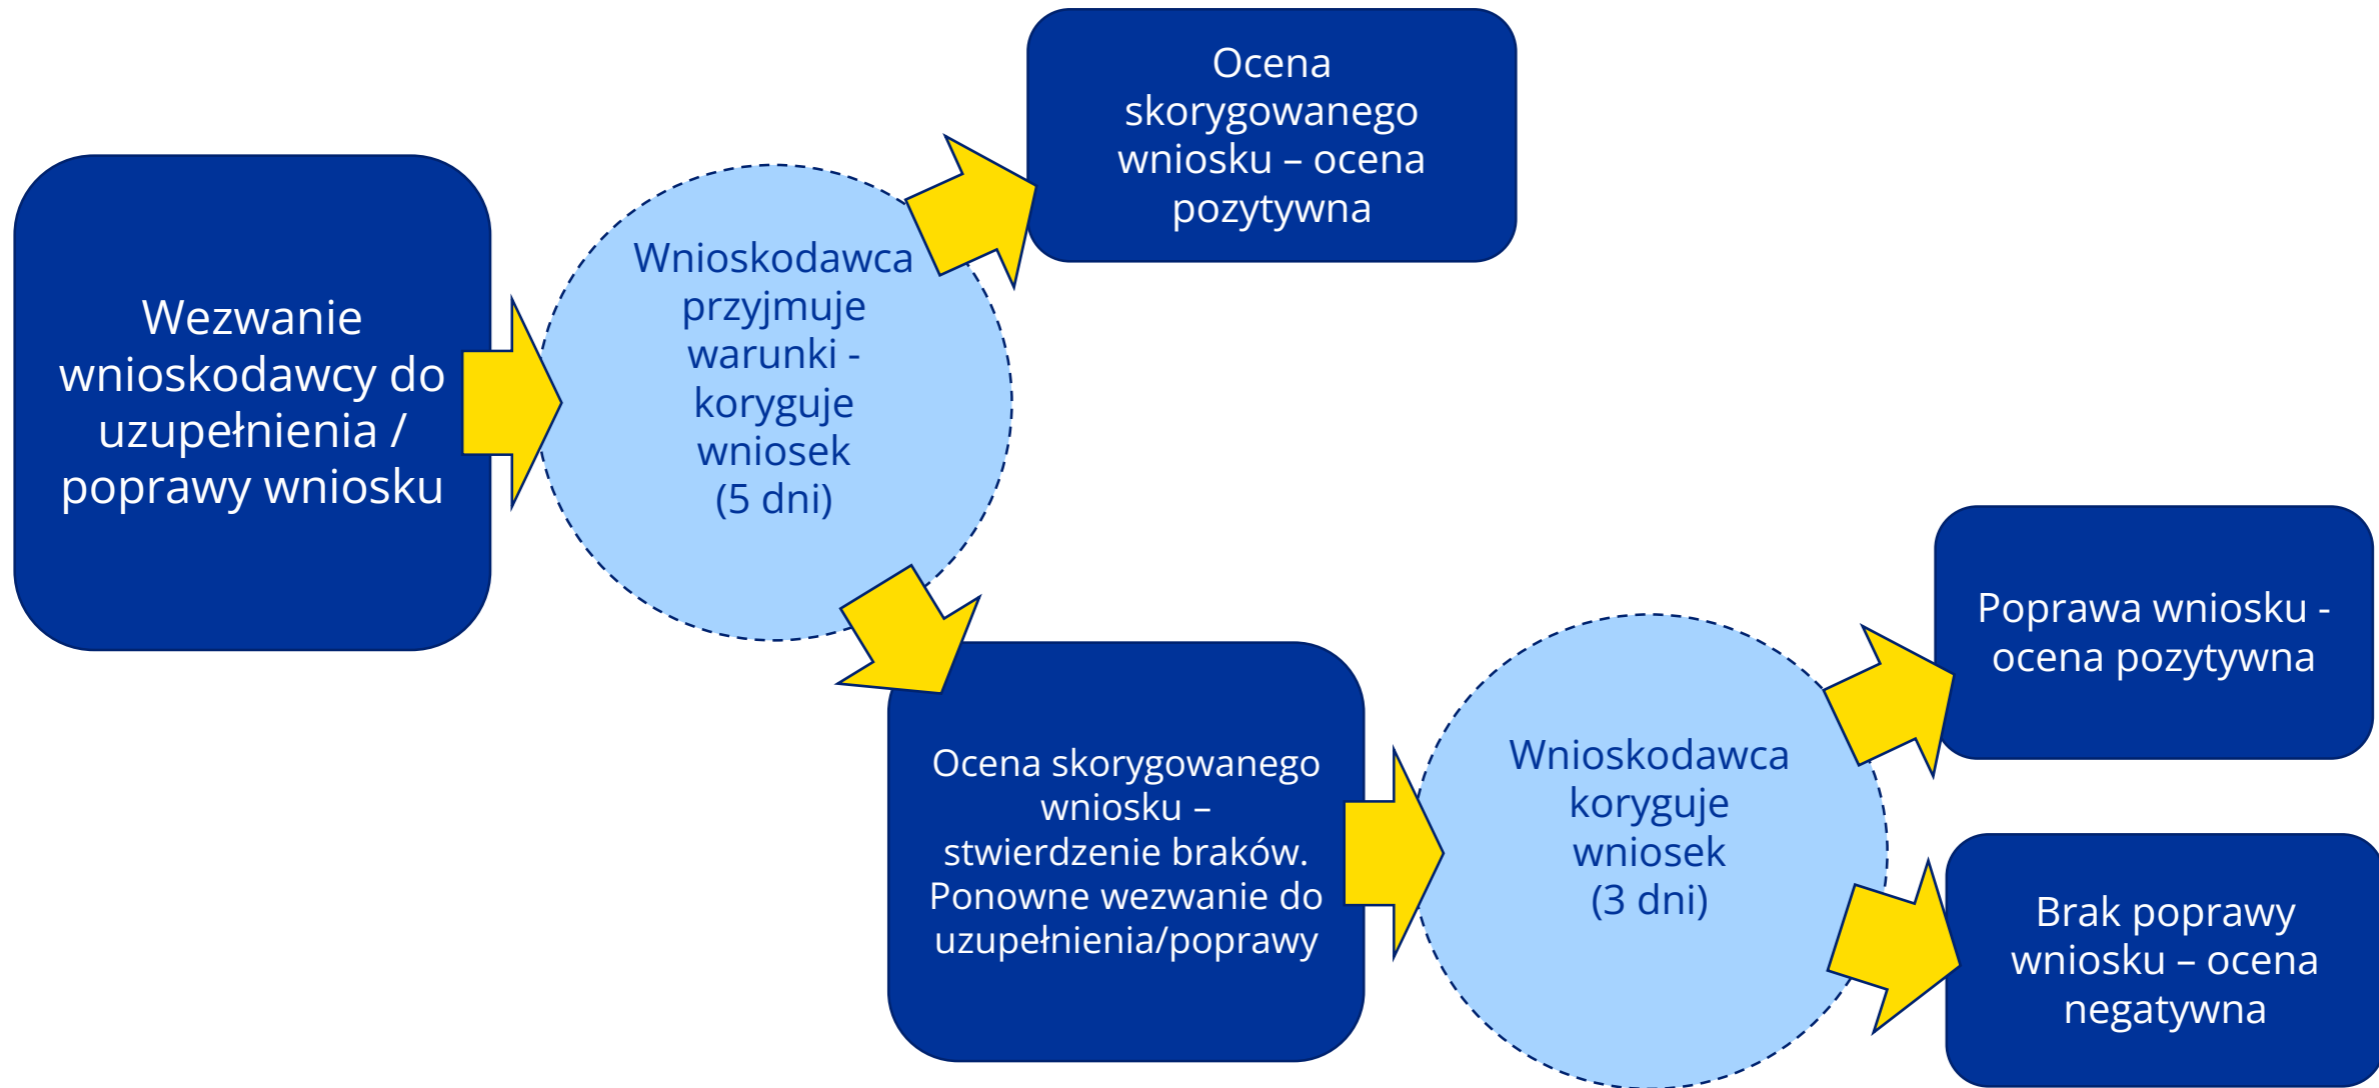 Wezwanie
wnioskodawcy do
uzupełnienia /
poprawy wniosku
Wnioskodawca
przyjmuje
warunki -
koryguje
wniosek
(5 dni)
Ocena
skorygowanego
wniosku – ocena
pozytywna
Ocena skorygowanego
wniosku –
stwierdzenie braków.
Ponowne wezwanie do
uzupełnienia/poprawy
Wnioskodawca
koryguje
wniosek
(3 dni)
Poprawa wniosku -
ocena pozytywna
Brak poprawy
wniosku – ocena
negatywna